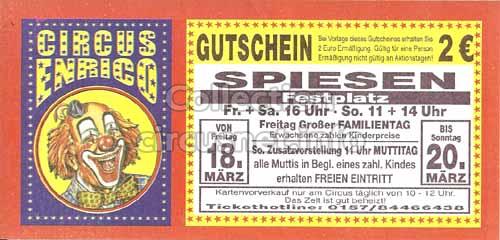 CIRCUS
ENRICO
GUTSCHEIN
Bei Vorlage dieses Gutscheines erhalten Sie
2 Euro Ermäßigung. Gültig für eine Person
Ermäßigung nicht gültig an Aktionstagen!
2 €
SPIESEN
Festplatz
Fr. + Sa. 16 Uhr - So. 11 + 14 Uhr
VON
Freitag
18.
MÄRZ
Freitag Großer FAMILIENTAG
Erwachsene zahlen Kinderpreise
So. Zusatzvorstellung 11 Uhr MUTTITAG
alle Muttis in Begl. eines zahl. Kindes
erhalten FREIEN EINTRITT
BIS
Sonntag
20.
MÄRZ
Kartenvorverkauf nur am Circus täglich von 10 - 12 Uhr.
Das Zelt ist gut beheizt!
Tickethotline: 0157/84466438